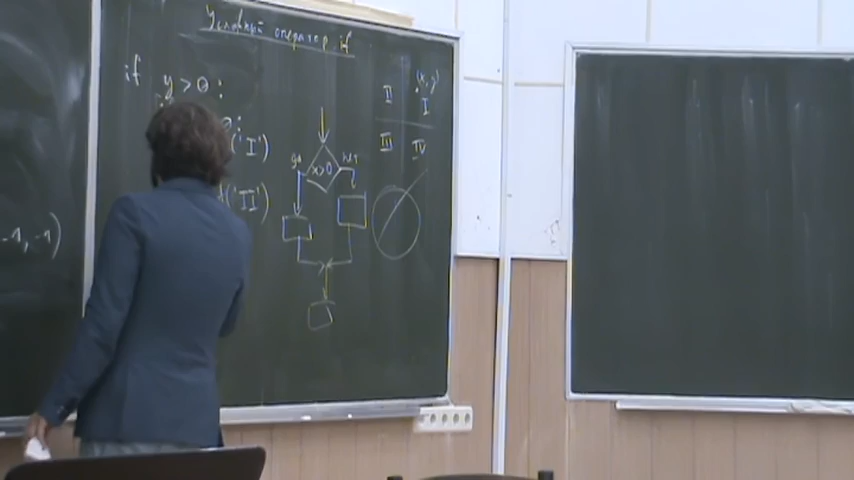 Условный оператор if
if y > 0 :
('I')
('II')
-1, -1)
x>0
да
нет
II
(x, y)
I
III
IV